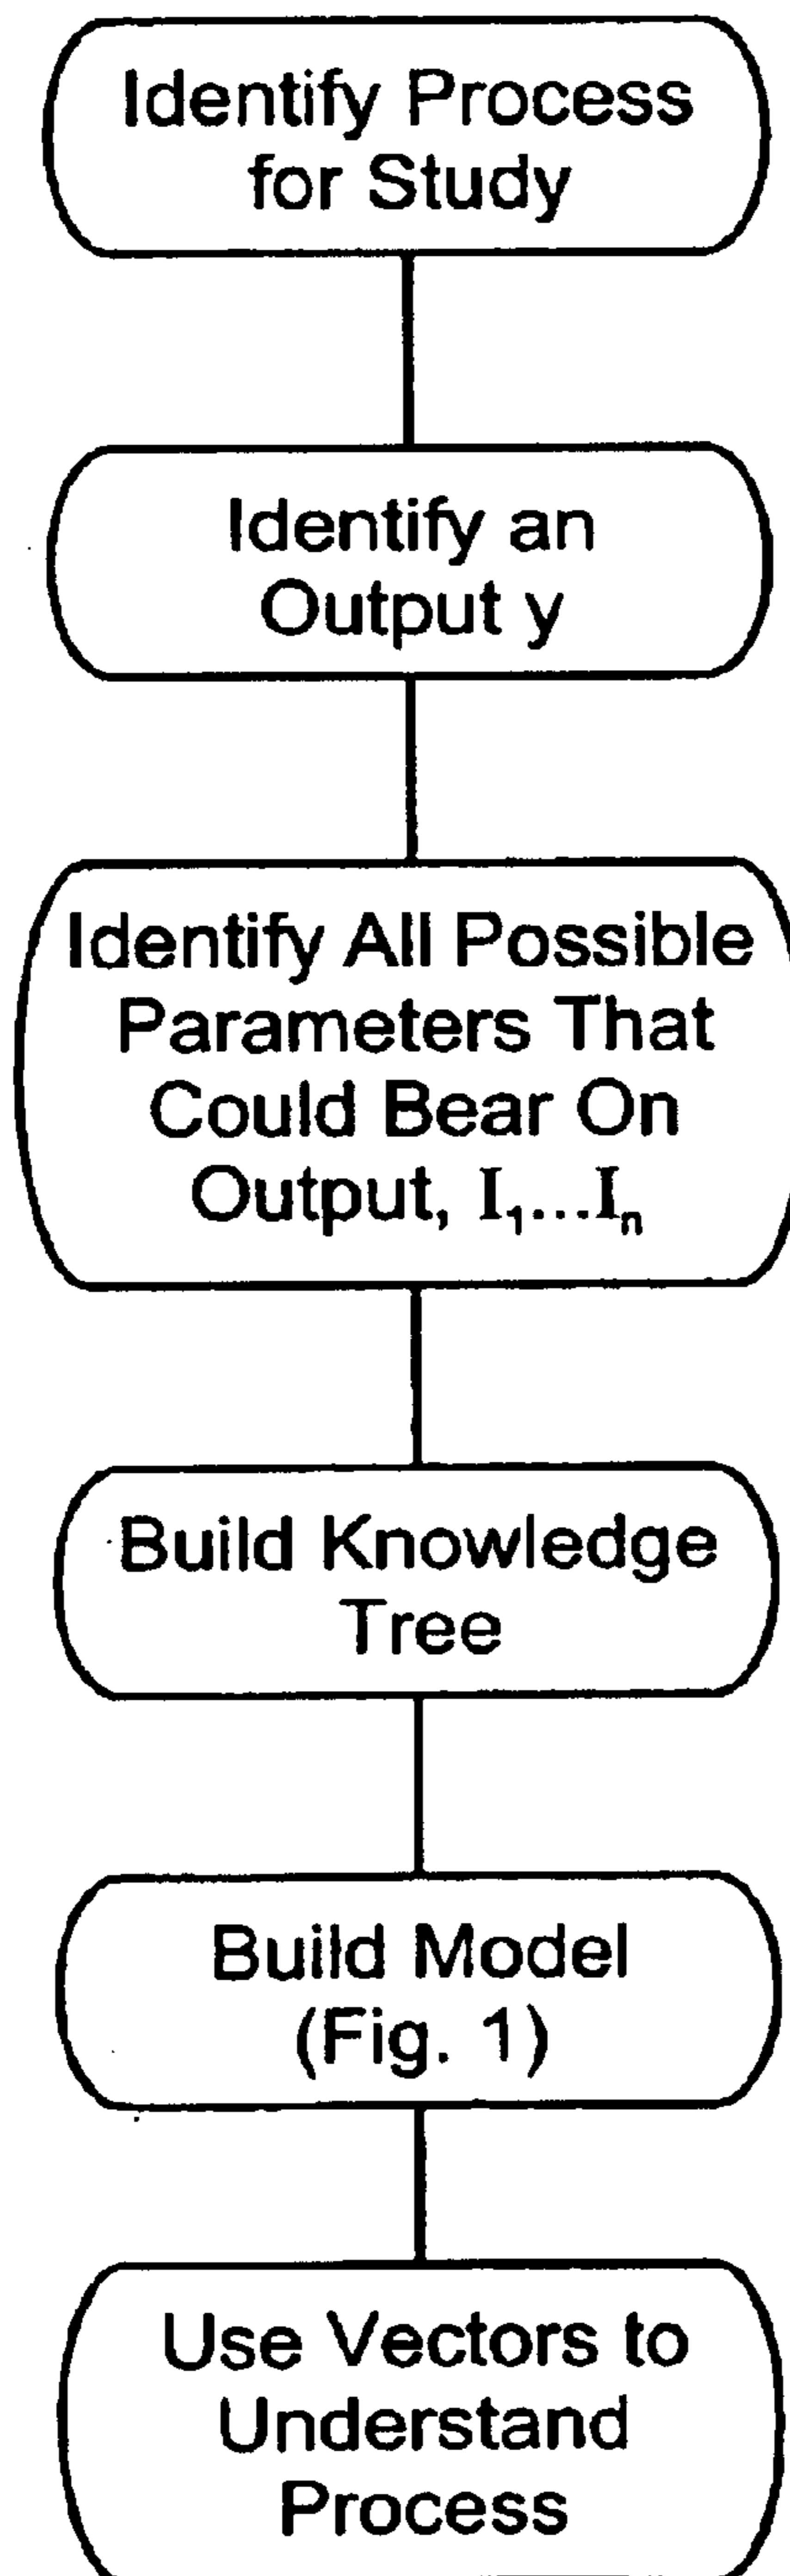 Identify Process
for Study
Identify an
Output y
Identify All Possible
Parameters That
Could Bear On
Output, I₁...Iₙ
Build Knowledge
Tree
Build Model
(Fig. 1)
Use Vectors to
Understand
Process